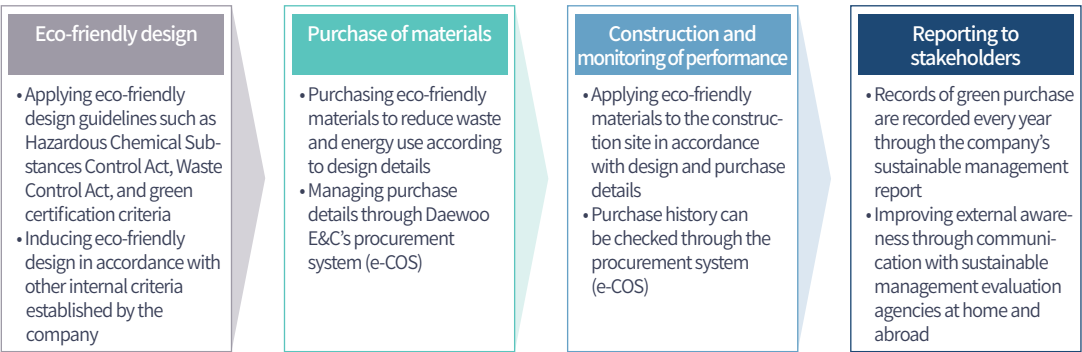 Eco-friendly design
• Applying eco-friendly
design guidelines such as
Hazardous Chemical Sub-
stances Control Act, Waste
Control Act, and green
certification criteria
• Inducing eco-friendly
design in accordance with
other internal criteria
established by the
company
Purchase of materials
• Purchasing eco-friendly
materials to reduce waste
and energy use according
to design details
• Managing purchase
details through Daewoo
E&C’s procurement
system (e-COS)
Construction and
monitoring of performance
• Applying eco-friendly
materials to the construc-
tion site in accordance
with design and purchase
details
• Purchase history can
be checked through the
procurement system
(e-COS)
Reporting to
stakeholders
• Records of green purchase
are recorded every year
through the company’s
sustainable management
report
• Improving external aware-
ness through communi-
cation with sustainable
management evaluation
agencies at home and
abroad